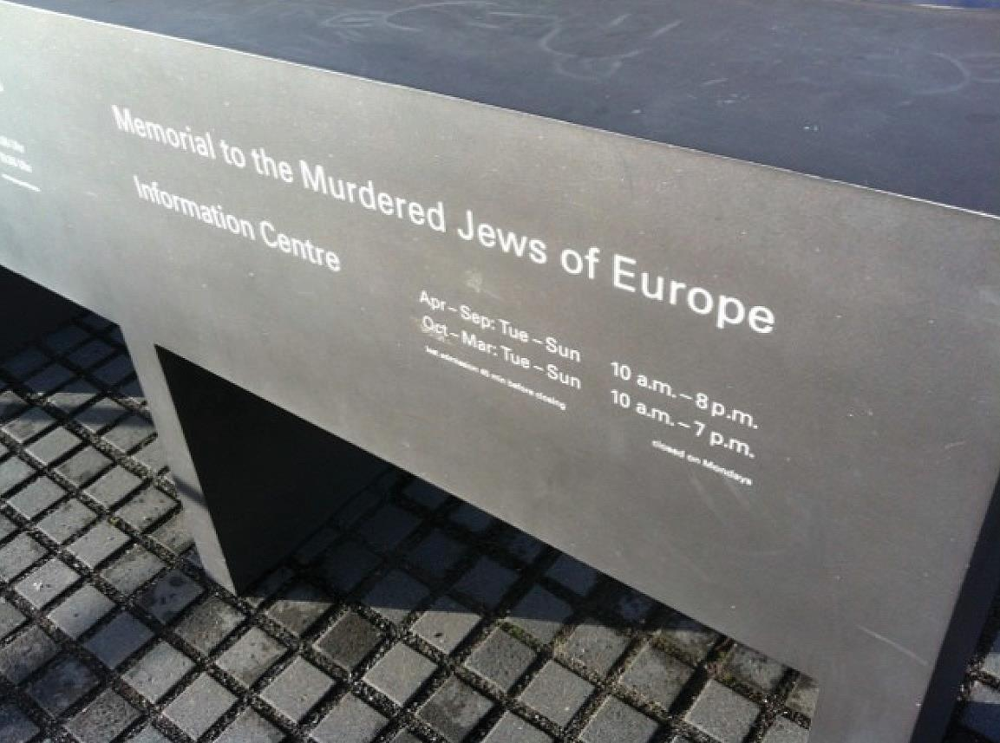 Memorial to the Murdered Jews of Europe
Information Centre
Apr – Sep: Tue – Sun 10 a.m. – 8 p.m.
Oct – Mar: Tue – Sun 10 a.m. – 7 p.m.
last admission 45 min before closing closed on Mondays